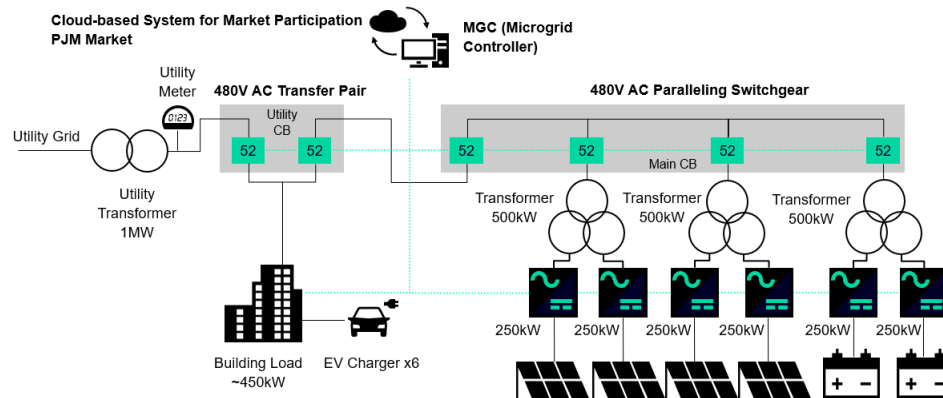 Cloud-based System for Market Participation
PJM Market
MGC (Microgrid
Controller)
Utility
Meter
0123
480V AC Transfer Pair
480V AC Paralleling Switchgear
Utility
CB
Utility Grid
52
52
52
52
52
52
Main CB
Utility
Transformer
1MW
Transformer
500kW
Transformer
500kW
Transformer
500kW
250kW
250kW
250kW
250kW
250kW
250kW
Building Load
~450kW
EV Charger x6